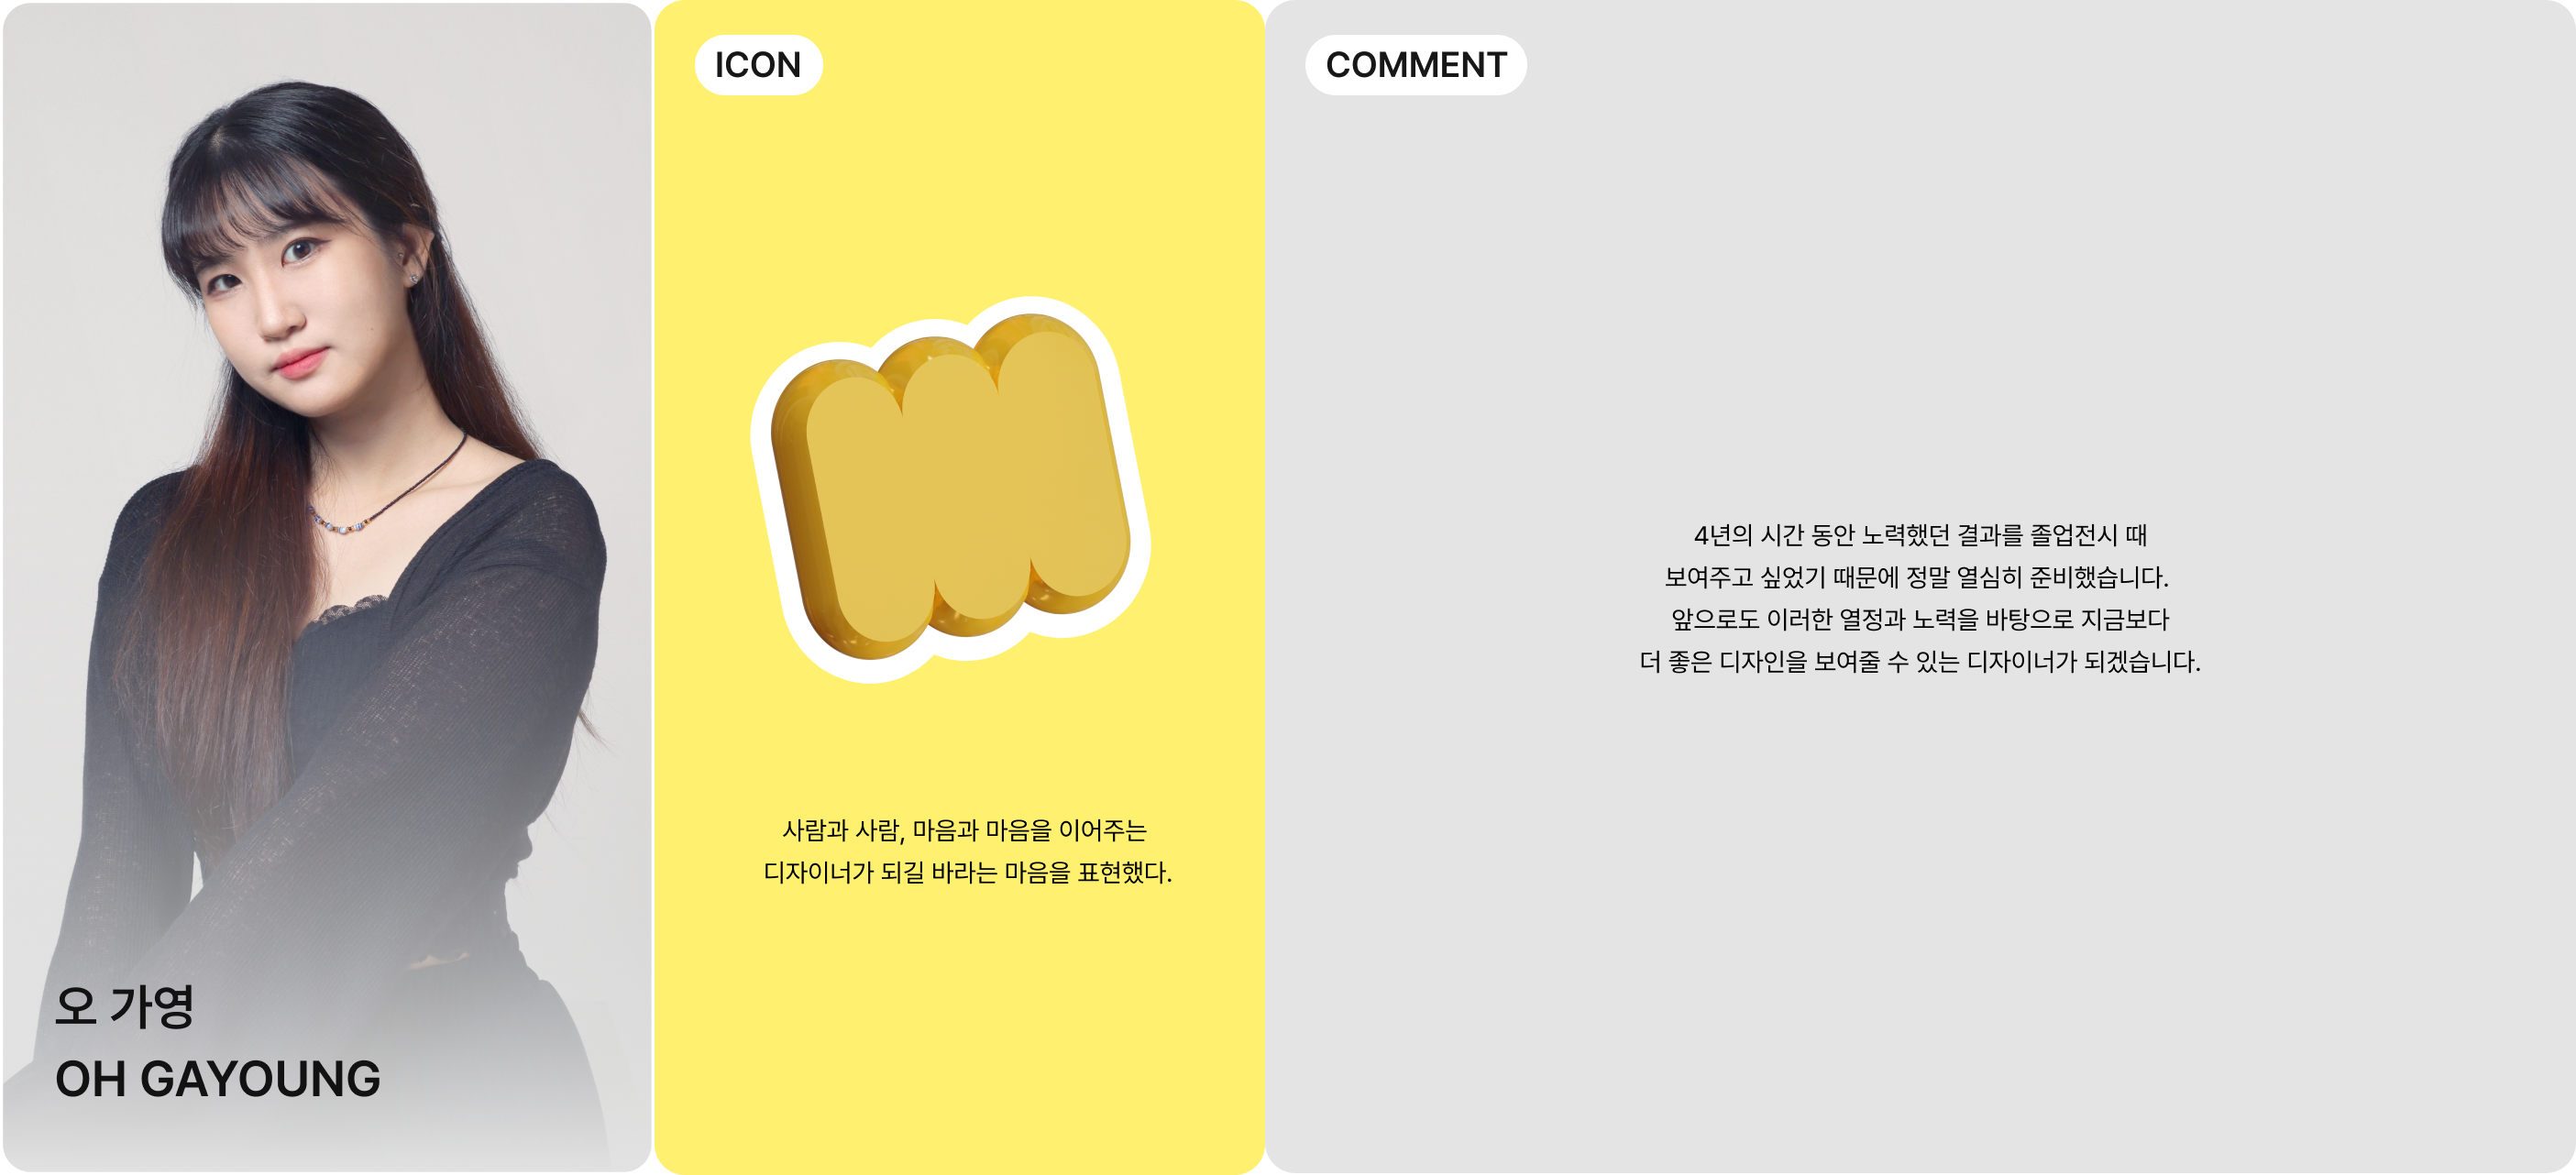 오 가영
OH GAYOUNG
ICON
사람과 사람, 마음과 마음을 이어주는
디자이너가 되길 바라는 마음을 표현했다.
COMMENT
4년의 시간 동안 노력했던 결과를 졸업전시 때
보여주고 싶었기 때문에 정말 열심히 준비했습니다.
앞으로도 이러한 열정과 노력을 바탕으로 지금보다
더 좋은 디자인을 보여줄 수 있는 디자이너가 되겠습니다.